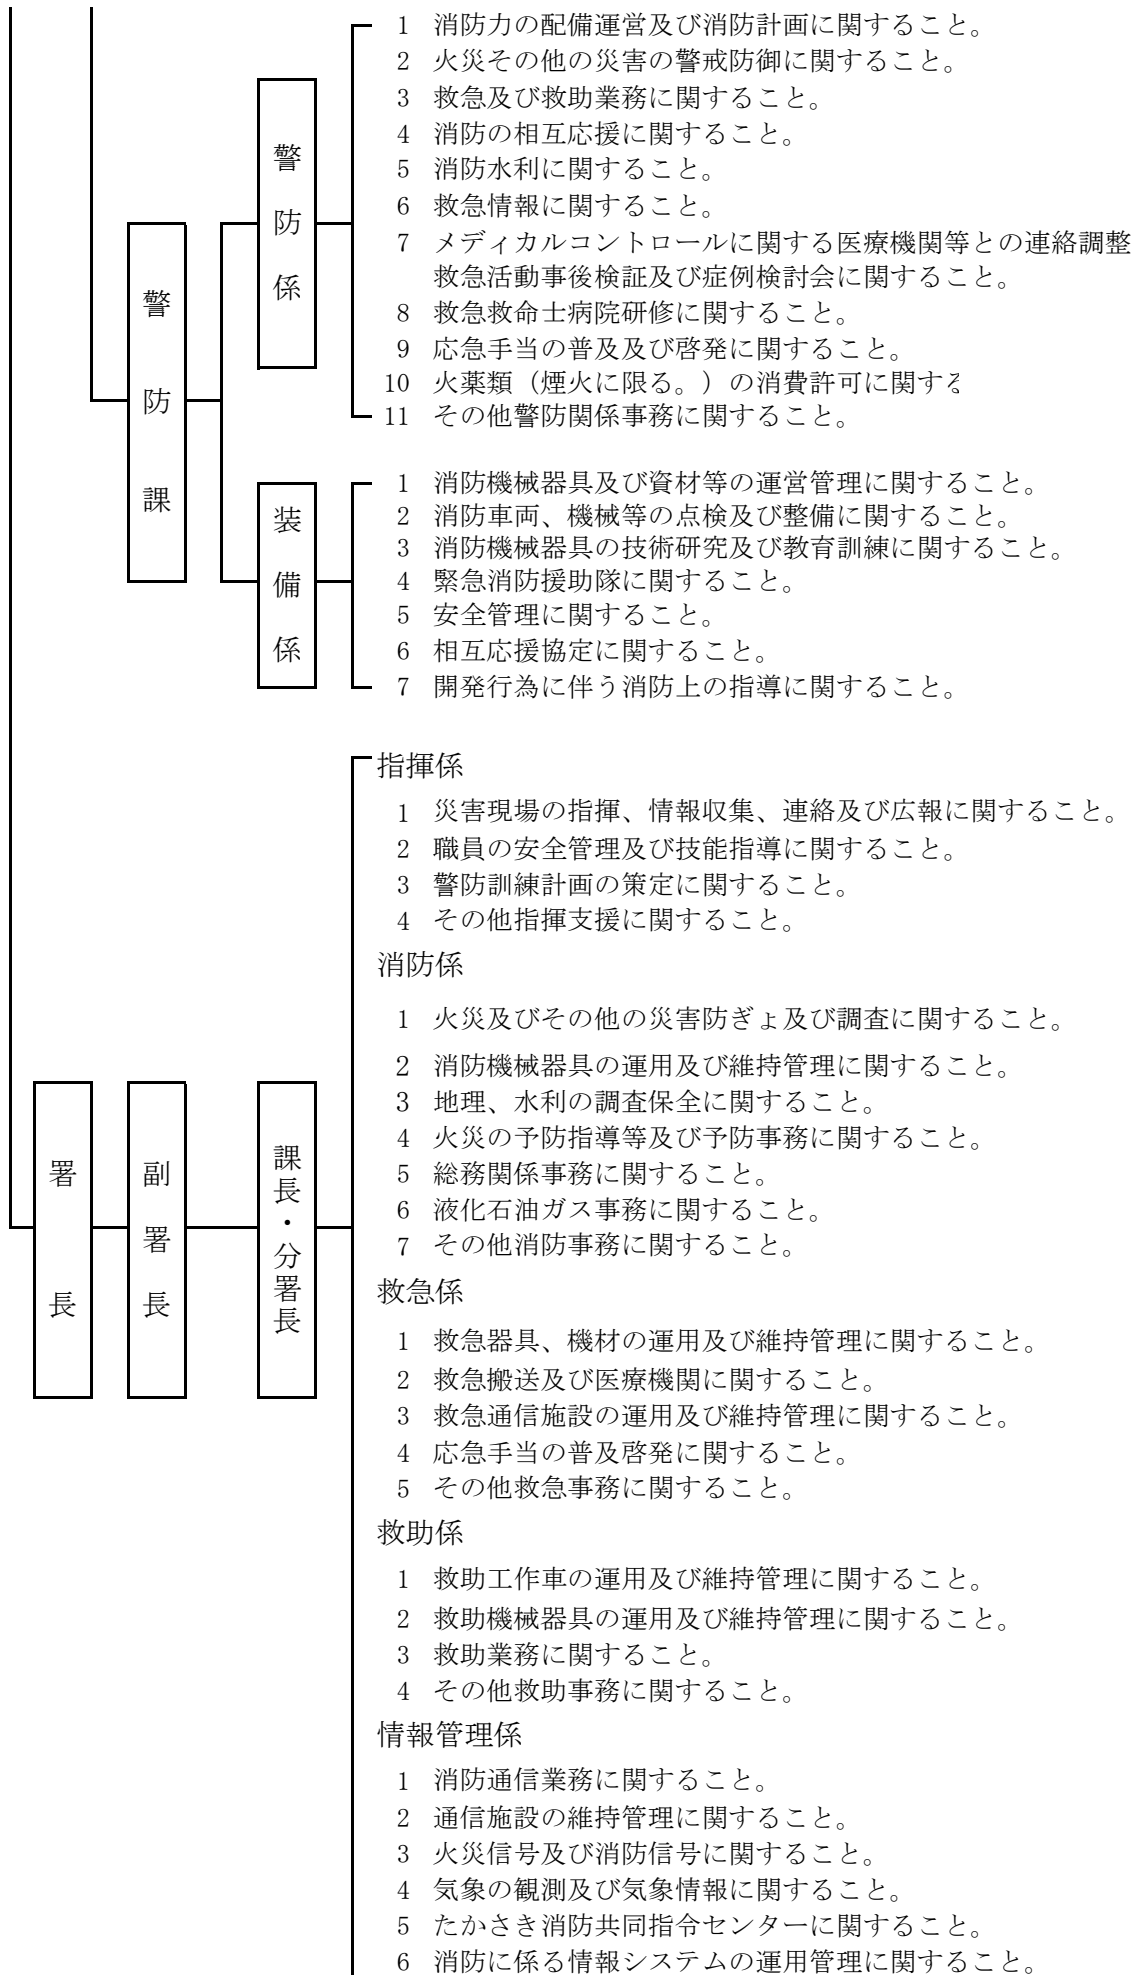 警防課
警防係
1 消防力の配備運営及び消防計画に関すること。
2 火災その他の災害の警戒防御に関すること。
3 救急及び救助業務に関すること。
4 消防の相互応援に関すること。
5 消防水利に関すること。
6 救急情報に関すること。
7 メディカルコントロールに関する医療機関等との連絡調整
救急活動事後検証及び症例検討会に関すること。
8 救急救命士病院研修に関すること。
9 応急手当の普及及び啓発に関すること。
10 火薬類（煙火に限る。）の消費許可に関する
11 その他警防関係事務に関すること。
装備係
1 消防機械器具及び資材等の運営管理に関すること。
2 消防車両、機械等の点検及び整備に関すること。
3 消防機械器具の技術研究及び教育訓練に関すること。
4 緊急消防援助隊に関すること。
5 安全管理に関すること。
6 相互応援協定に関すること。
7 開発行為に伴う消防上の指導に関すること。
署長
副署長
課長・分署長
指揮係
1 災害現場の指揮、情報収集、連絡及び広報に関すること。
2 職員の安全管理及び技能指導に関すること。
3 警防訓練計画の策定に関すること。
4 その他指揮支援に関すること。
消防係
1 火災及びその他の災害防ぎょ及び調査に関すること。
2 消防機械器具の運用及び維持管理に関すること。
3 地理、水利の調査保全に関すること。
4 火災の予防指導等及び予防事務に関すること。
5 総務関係事務に関すること。
6 液化石油ガス事務に関すること。
7 その他消防事務に関すること。
救急係
1 救急器具、機材の運用及び維持管理に関すること。
2 救急搬送及び医療機関に関すること。
3 救急通信施設の運用及び維持管理に関すること。
4 応急手当の普及啓発に関すること。
5 その他救急事務に関すること。
救助係
1 救助工作車の運用及び維持管理に関すること。
2 救助機械器具の運用及び維持管理に関すること。
3 救助業務に関すること。
4 その他救助事務に関すること。
情報管理係
1 消防通信業務に関すること。
2 通信施設の維持管理に関すること。
3 火災信号及び消防信号に関すること。
4 気象の観測及び気象情報に関すること。
5 たかさき消防共同指令センターに関すること。
6 消防に係る情報システムの運用管理に関すること。